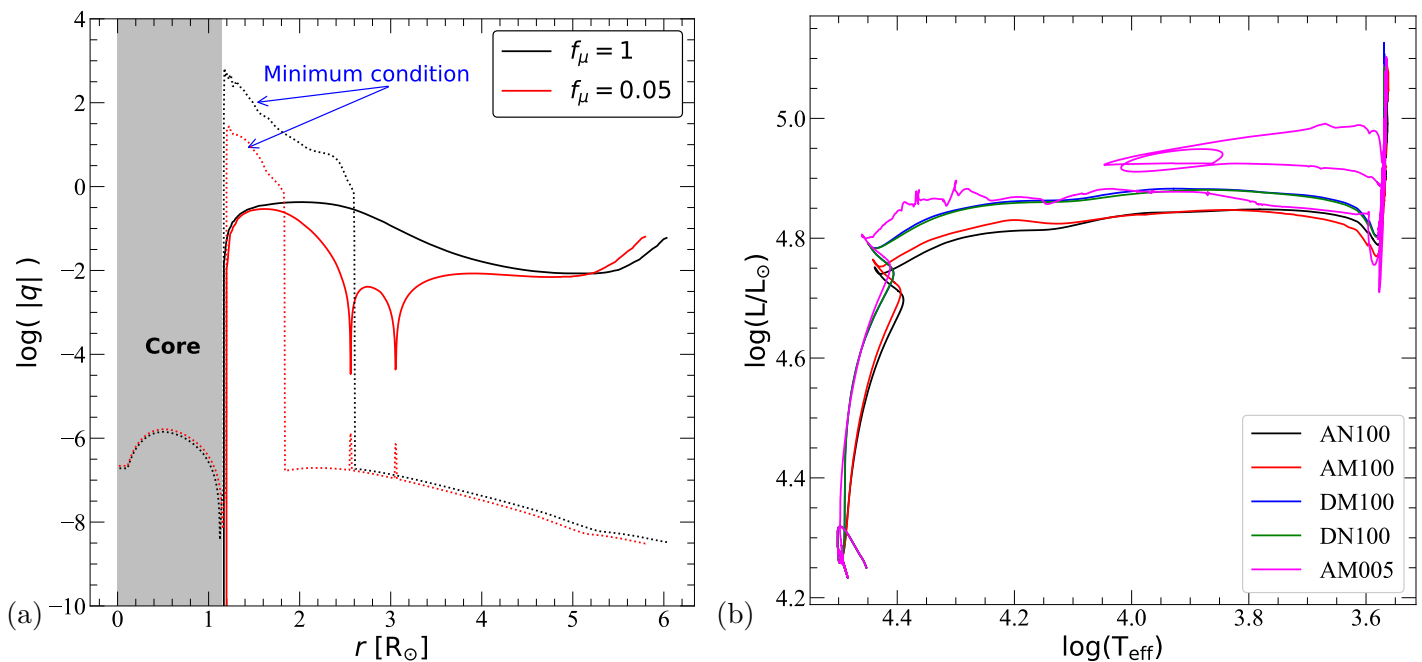 4
2
0
−2
−4
−6
−8
−10
log( |q| )
Core
Minimum condition
f_μ = 1
f_μ = 0.05
0 1 2 3 4 5 6
r [R⊙]
(a)
5.0
4.8
4.6
4.4
4.2
log(L/L⊙)
AN100
AM100
DM100
DN100
AM005
4.4 4.2 4.0 3.8 3.6
log(T_eff)
(b)